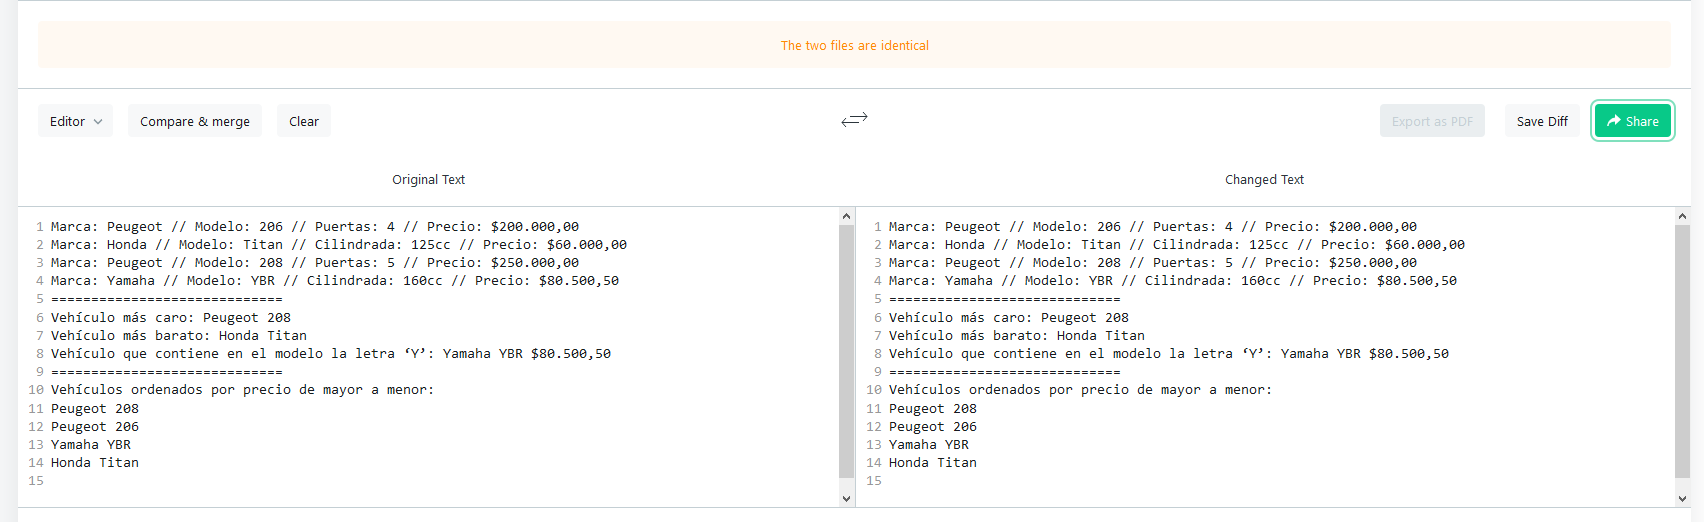 The two files are identical
Editor Compare & merge Clear Export as PDF Save Diff Share
Original Text
1 Marca: Peugeot // Modelo: 206 // Puertas: 4 // Precio: $200.000,00
2 Marca: Honda // Modelo: Titan // Cilindrada: 125cc // Precio: $60.000,00
3 Marca: Peugeot // Modelo: 208 // Puertas: 5 // Precio: $250.000,00
4 Marca: Yamaha // Modelo: YBR // Cilindrada: 160cc // Precio: $80.500,50
5 =============================
6 Vehículo más caro: Peugeot 208
7 Vehículo más barato: Honda Titan
8 Vehículo que contiene en el modelo la letra ‘Y’: Yamaha YBR $80.500,50
9 =============================
10 Vehículos ordenados por precio de mayor a menor:
11 Peugeot 208
12 Peugeot 206
13 Yamaha YBR
14 Honda Titan
15
Changed Text
1 Marca: Peugeot // Modelo: 206 // Puertas: 4 // Precio: $200.000,00
2 Marca: Honda // Modelo: Titan // Cilindrada: 125cc // Precio: $60.000,00
3 Marca: Peugeot // Modelo: 208 // Puertas: 5 // Precio: $250.000,00
4 Marca: Yamaha // Modelo: YBR // Cilindrada: 160cc // Precio: $80.500,50
5 =============================
6 Vehículo más caro: Peugeot 208
7 Vehículo más barato: Honda Titan
8 Vehículo que contiene en el modelo la letra ‘Y’: Yamaha YBR $80.500,50
9 =============================
10 Vehículos ordenados por precio de mayor a menor:
11 Peugeot 208
12 Peugeot 206
13 Yamaha YBR
14 Honda Titan
15